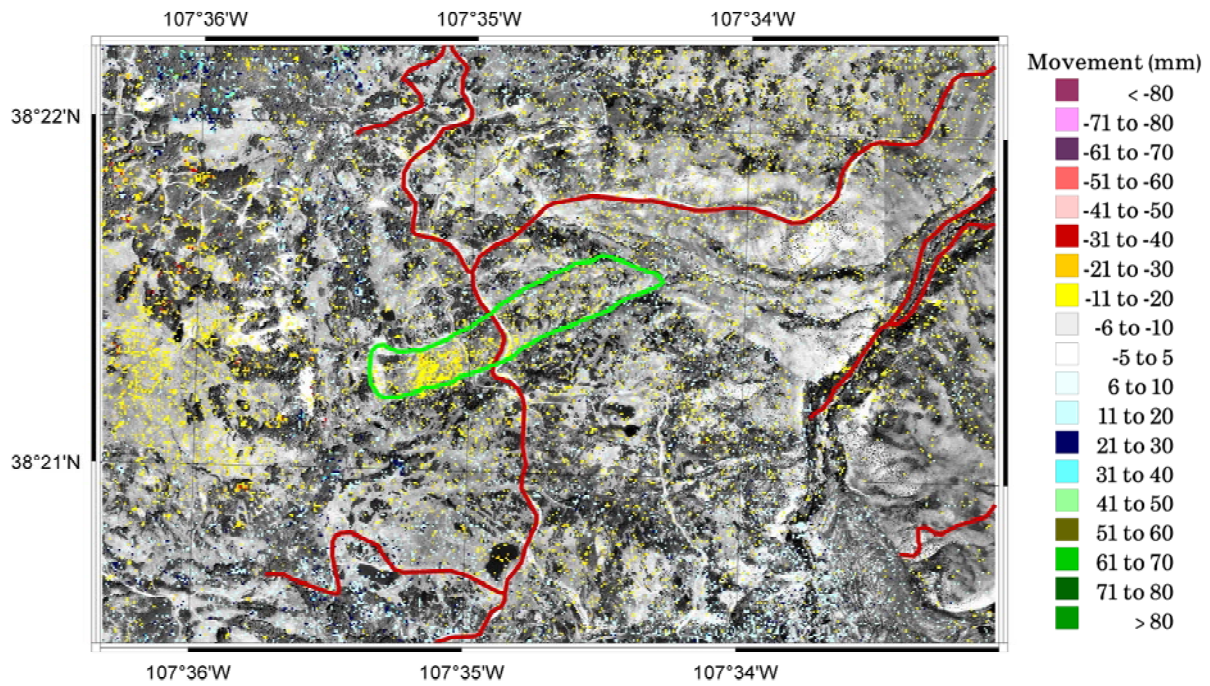 107°36'W 107°35'W 107°34'W
38°22'N
38°21'N
107°36'W 107°35'W 107°34'W
Movement (mm)
< -80
-71 to -80
-61 to -70
-51 to -60
-41 to -50
-31 to -40
-21 to -30
-11 to -20
-6 to -10
-5 to 5
6 to 10
11 to 20
21 to 30
31 to 40
41 to 50
51 to 60
61 to 70
71 to 80
> 80